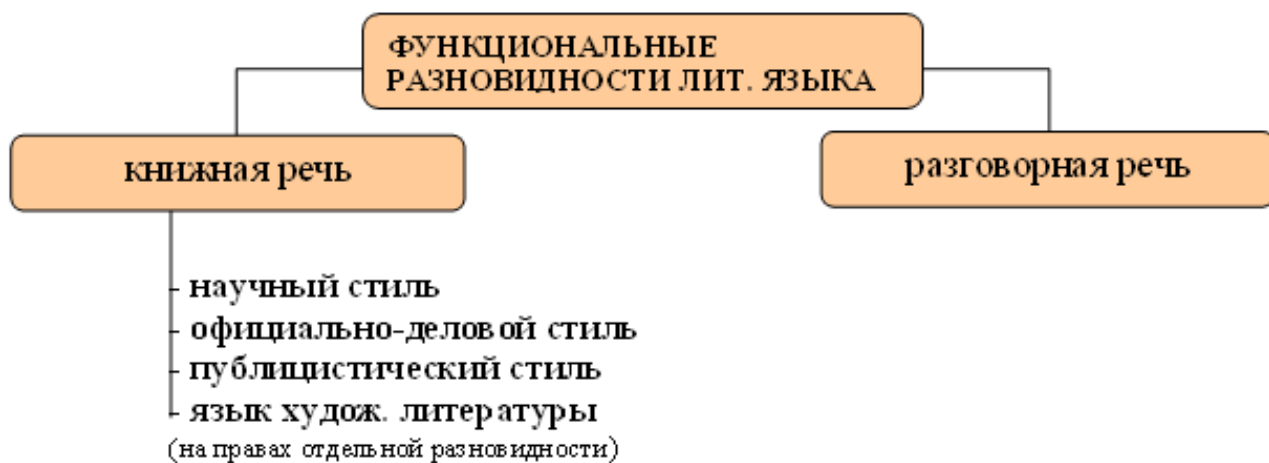 ФУНКЦИОНАЛЬНЫЕ
РАЗНОВИДНОСТИ ЛИТ. ЯЗЫКА
книжная речь
разговорная речь
- научный стиль
- официально-деловой стиль
- публицистический стиль
- язык худож. литературы
(на правах отдельной разновидности)